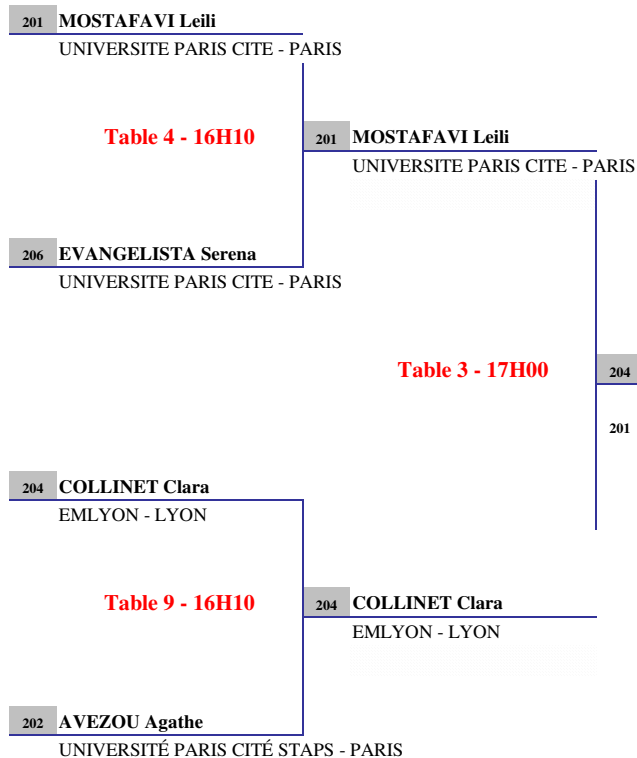 201 MOSTAFAVI Leili
UNIVERSITE PARIS CITE - PARIS
Table 4 - 16H10
201 MOSTAFAVI Leili
UNIVERSITE PARIS CITE - PARIS
206 EVANGELISTA Serena
UNIVERSITE PARIS CITE - PARIS
Table 3 - 17H00
204
201
204 COLLINET Clara
EMLYON - LYON
Table 9 - 16H10
204 COLLINET Clara
EMLYON - LYON
202 AVEZOU Agathe
UNIVERSITÉ PARIS CITÉ STAPS - PARIS